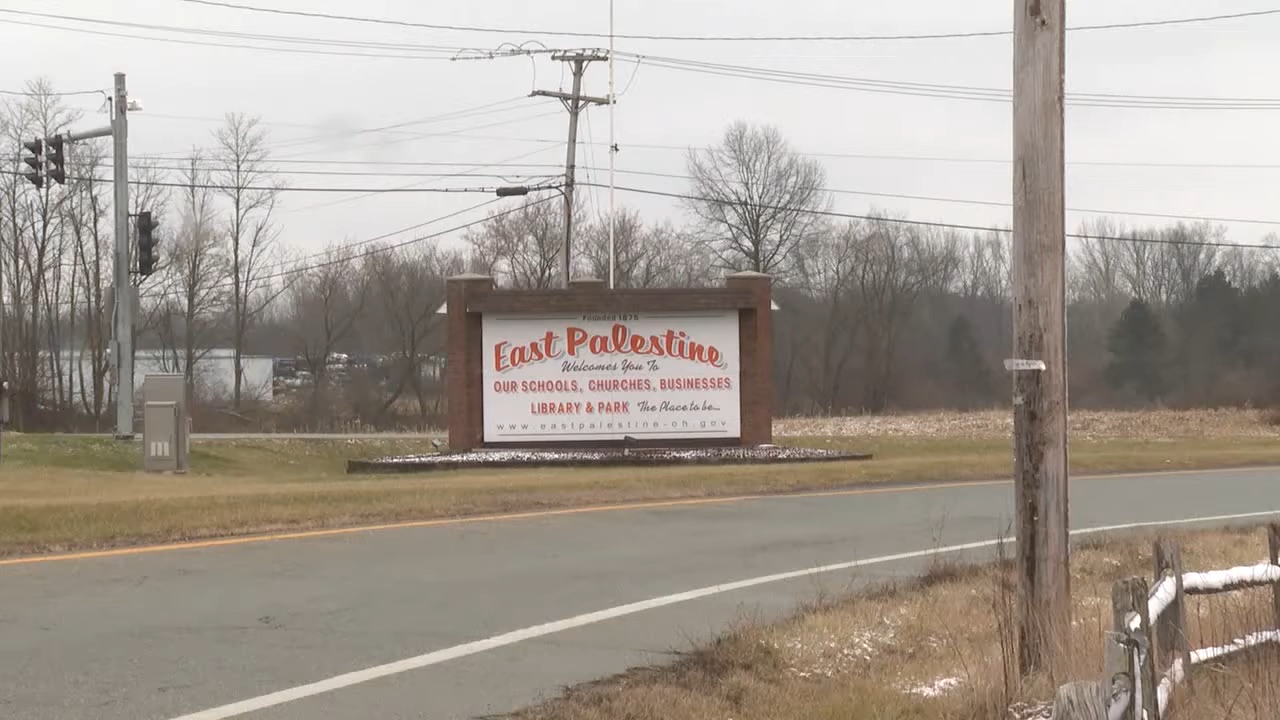 Founded 1875
East Palestine
Welcomes You To
OUR SCHOOLS, CHURCHES, BUSINESSES
LIBRARY & PARK The Place to be...
www.eastpalestine-oh.gov